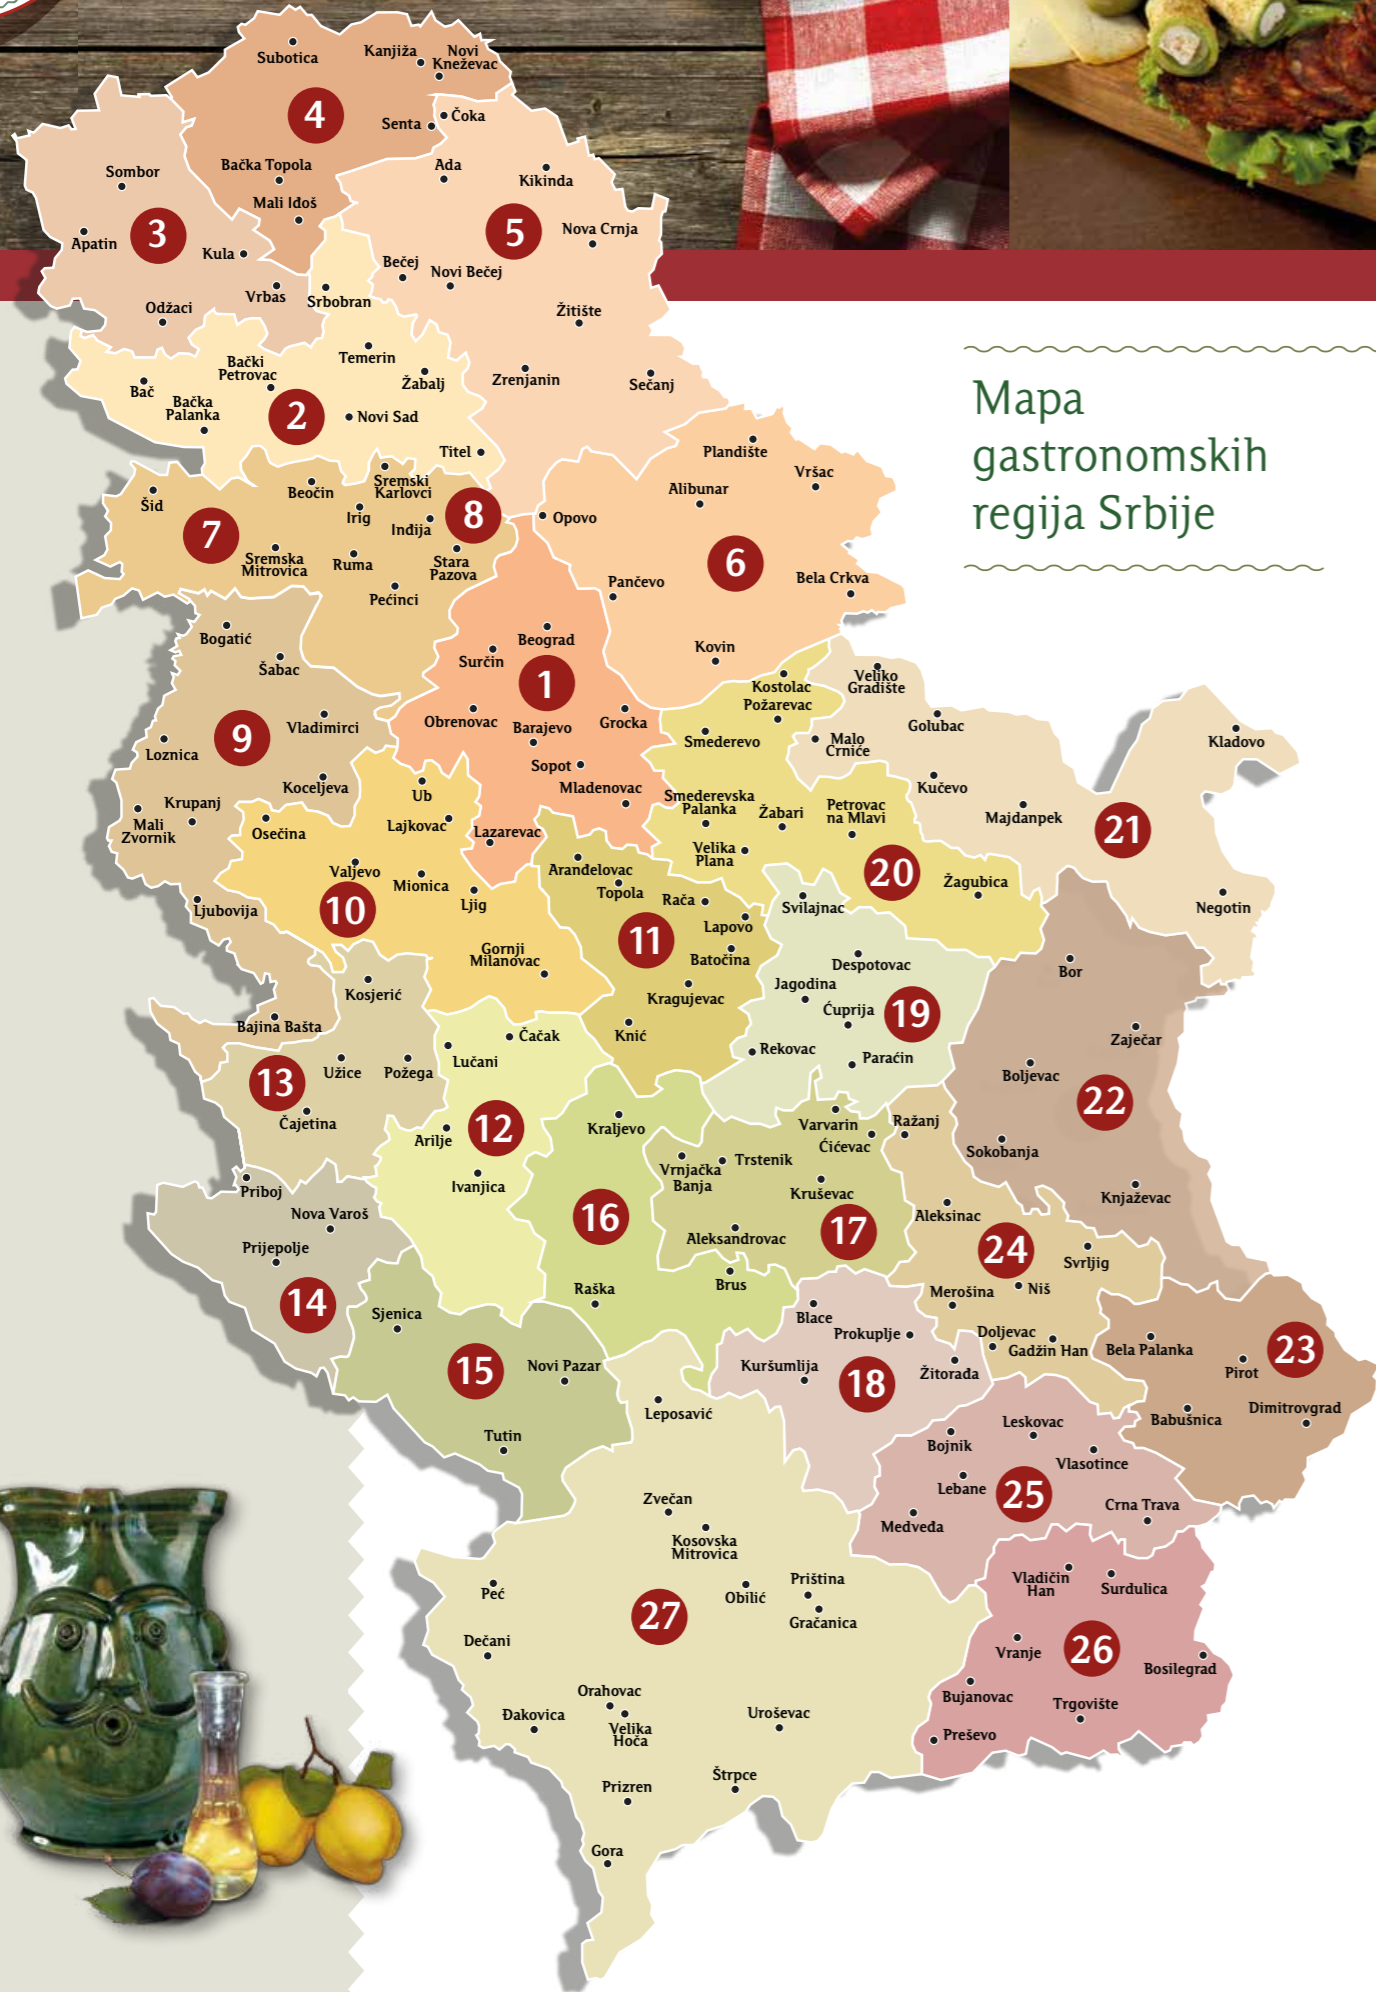 Mapa
gastronomskih
regija Srbije
Subotica
Kanjiža
Novi
Kneževac
4
Senta
Čoka
Bačka Topola
Mali Iđoš
Sombor
3
Apatin
Kula
Vrbas
Odžaci
Ada
Kikinda
5
Nova Crnja
Bečej
Novi Bečej
Žitište
Zrenjanin
Sečanj
Srbobran
Temerin
Bački
Petrovac
Žabalj
Bač
Bačka
Palanka
2
Novi Sad
Titel
Plandište
Vršac
Alibunar
Opovo
6
Pančevo
Bela Crkva
Kovin
Šid
Beočin
Sremski
Karlovci
Irig
Inđija
8
7
Sremska
Mitrovica
Ruma
Stara
Pazova
Pećinci
Beograd
Surčin
1
Obrenovac
Barajevo
Grocka
Sopot
Mladenovac
Lazarevac
Bogatić
Šabac
Vladimirci
9
Loznica
Koceljeva
Krupanj
Mali
Zvornik
Ljubovija
Bajina Bašta
Ub
Lajkovac
Osečina
Valjevo
Mionica
10
Ljig
Gornji
Milanovac
Kostolac
Požarevac
Smederevo
Smederevska
Palanka
Žabari
Petrovac
na Mlavi
Velika
Plana
20
Žagubica
Veliko
Gradište
Golubac
Malo
Crniće
Kučevo
Majdanpek
21
Kladovo
Negotin
Aranđelovac
Topola
Rača
Lapovo
11
Batočina
Kragujevac
Knić
Svilajnac
Despotovac
Jagodina
Ćuprija
19
Rekovac
Paraćin
Bor
Zaječar
Boljevac
22
Sokobanja
Knjaževac
Kosjerić
13
Užice
Požega
Čajetina
Čačak
Lučani
12
Arilje
Ivanjica
Kraljevo
16
Raška
Varvarin
Ćićevac
Vrnjačka
Banja
Trstenik
Kruševac
17
Aleksandrovac
Brus
Ražanj
Aleksinac
24
Svrljig
Merošina
Niš
Doljevac
Gadžin Han
Priboj
Nova Varoš
Prijepolje
14
Sjenica
15
Novi Pazar
Tutin
Blace
Prokuplje
Kuršumlija
18
Žitorađa
Bela Palanka
23
Pirot
Babušnica
Dimitrovgrad
Leskovac
Bojnik
Vlasotince
Lebane
25
Crna Trava
Medveđa
Leposavić
Zvečan
Kosovska
Mitrovica
Peć
Obilić
Priština
Gračanica
27
Dečani
Orahovac
Đakovica
Velika
Hoča
Uroševac
Prizren
Štrpce
Gora
Vladičin
Han
Surdulica
Vranje
26
Bosilegrad
Bujanovac
Trgovište
Preševo